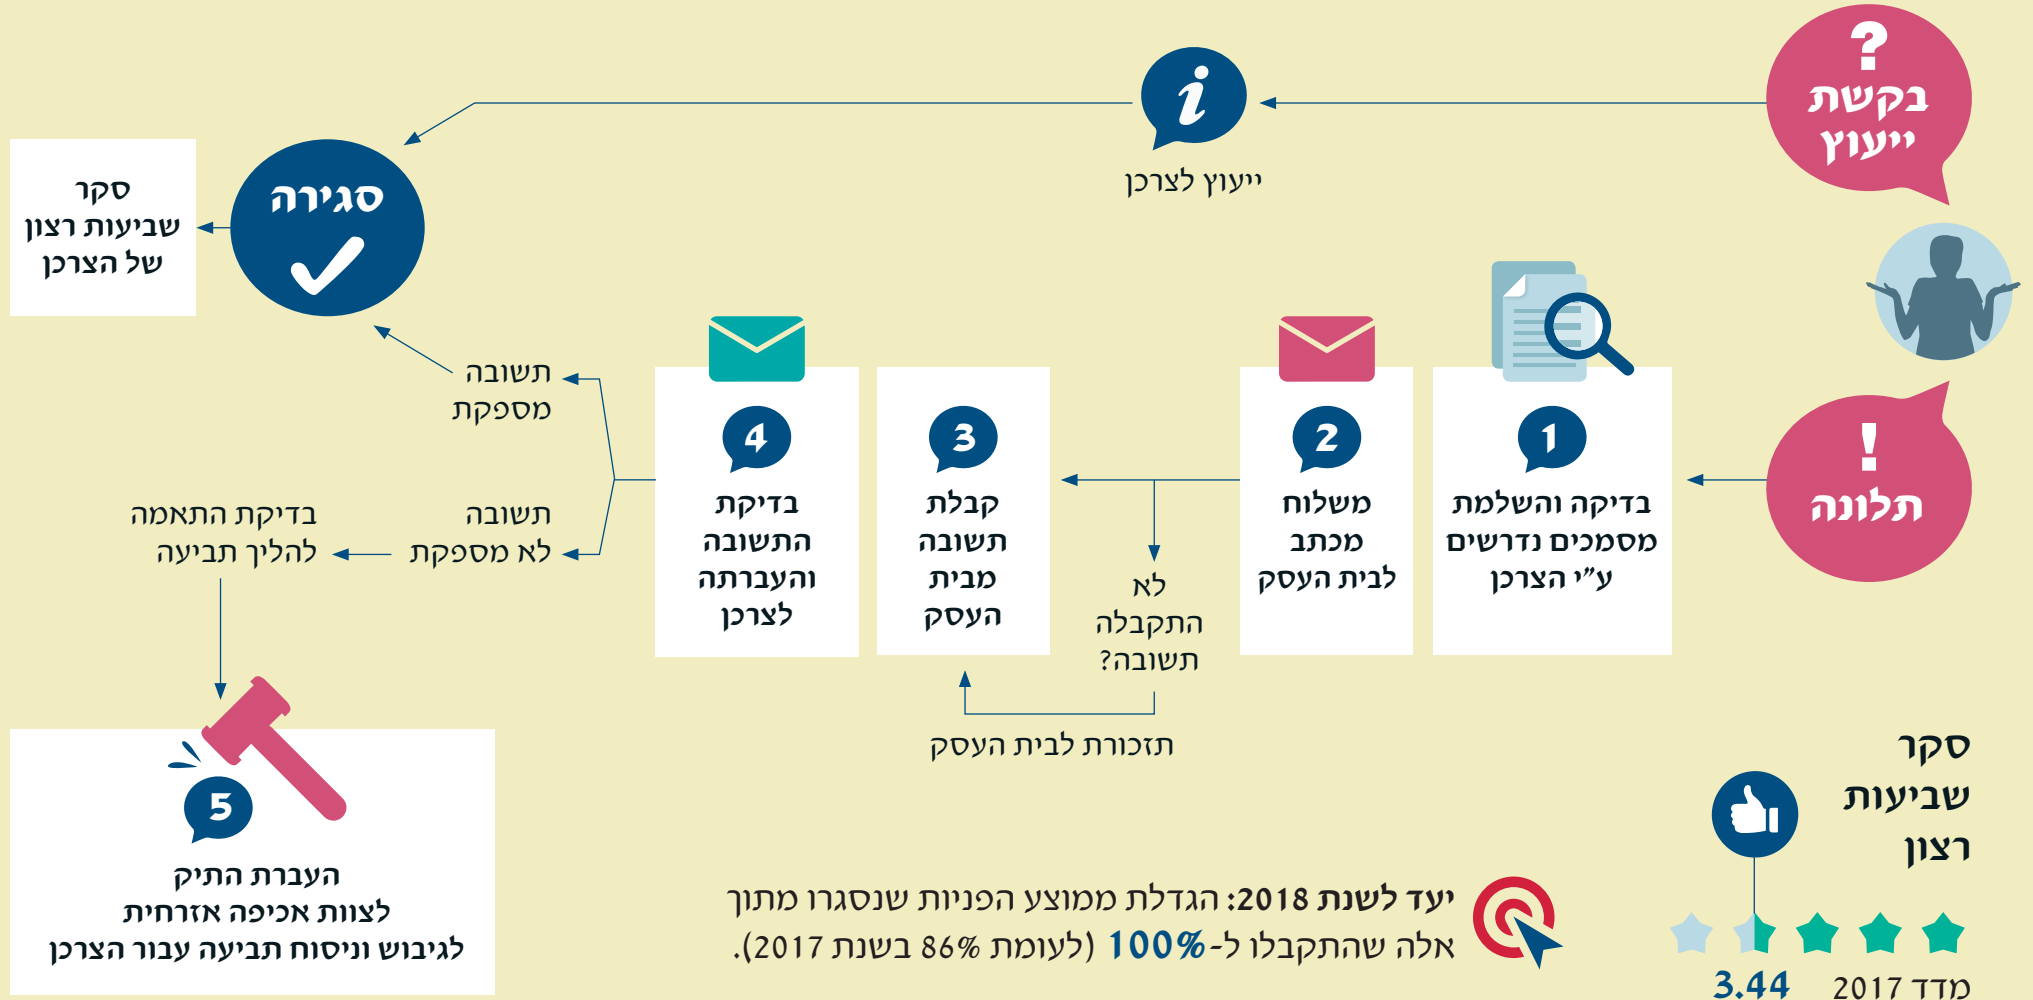 ?
בקשת
ייעוץ
i
ייעוץ לצרכן
סגירה
סקר
שביעות רצון
של הצרכן
!
תלונה
1
בדיקה והשלמת
מסמכים נדרשים
ע״י הצרכן
2
משלוח
מכתב
לבית העסק
לא
התקבלה
תשובה?
תזכורת לבית העסק
3
קבלת
תשובה
מבית
העסק
4
בדיקת
התשובה
והעברתה
לצרכן
תשובה
מספקת
תשובה
לא מספקת
בדיקת התאמה
להליך תביעה
5
העברת התיק
לצוות אכיפה אזרחית
לגיבוש וניסוח תביעה עבור הצרכן
סקר
שביעות
רצון
מדד 2017 3.44
יעד לשנת 2018: הגדלת ממוצע הפניות שנסגרו מתוך
אלה שהתקבלו ל-100% (לעומת 86% בשנת 2017).